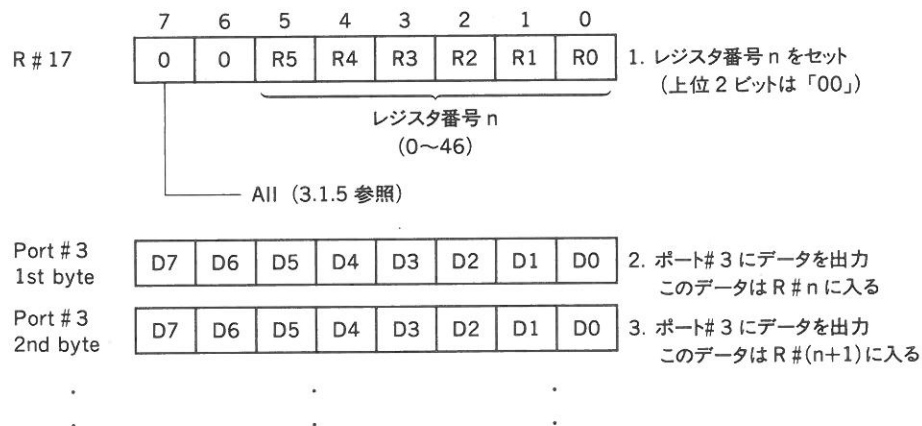 7 6 5 4 3 2 1 0
R # 17 0 0 R5 R4 R3 R2 R1 R0 1. レジスタ番号 n をセット
(上位 2 ビットは「00」)
レジスタ番号 n
(0〜46)
AII (3.1.5 参照)
Port # 3
1st byte
D7 D6 D5 D4 D3 D2 D1 D0
2. ポート# 3 にデータを出力
このデータは R # n に入る
Port # 3
2nd byte
D7 D6 D5 D4 D3 D2 D1 D0
3. ポート# 3 にデータを出力
このデータは R # (n+1) に入る
. . .
. . .